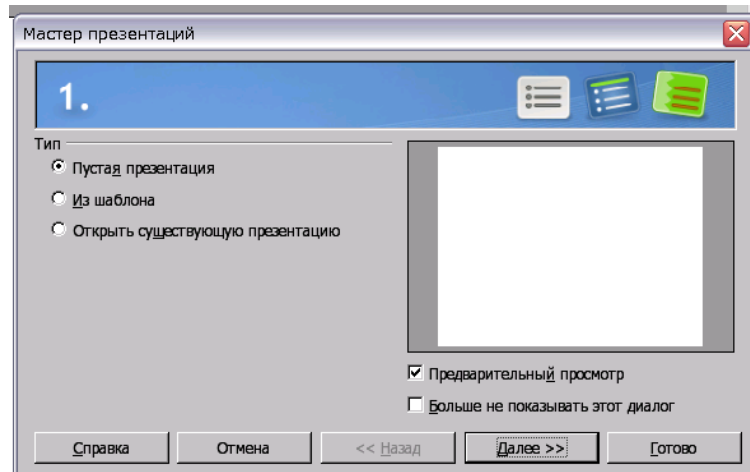 Мастер презентаций
1.
Тип
Пустая презентация
Из шаблона
Открыть существующую презентацию
Предварительный просмотр
Больше не показывать этот диалог
Справка
Отмена
<< Назад
Далее >>
Готово